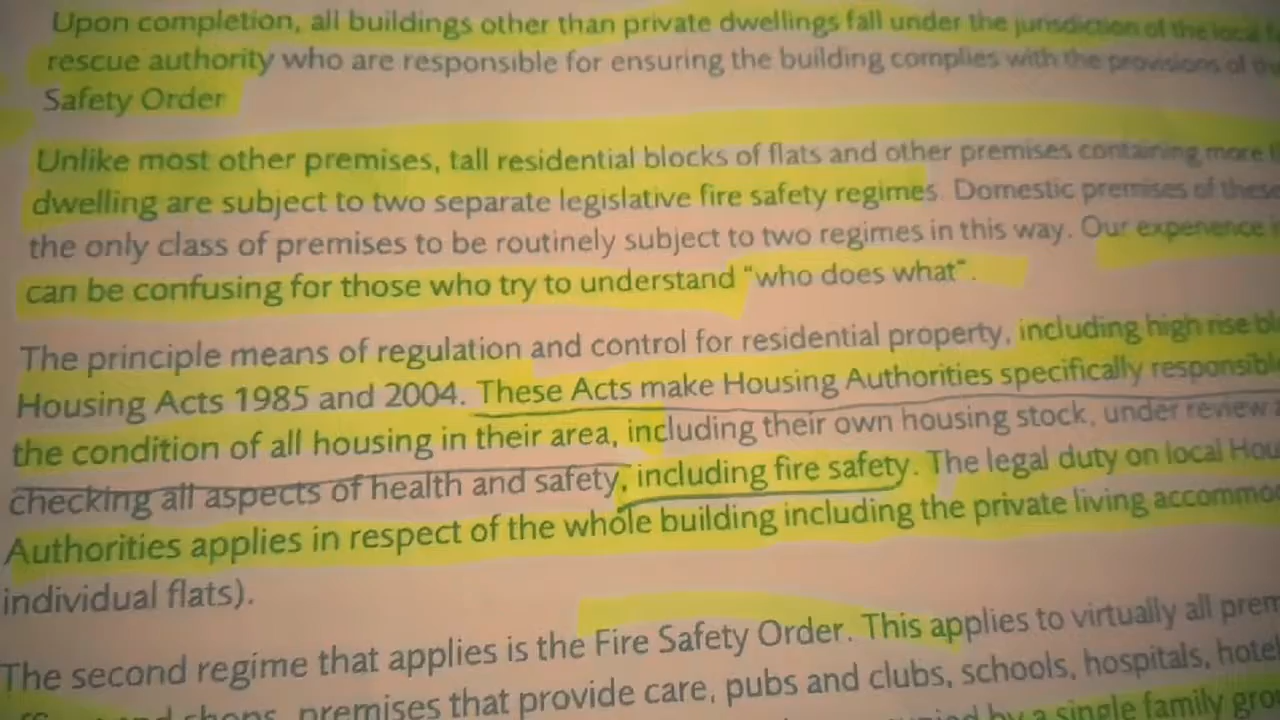 Upon completion, all buildings other than private dwellings fall under the jurisdiction of the local
rescue authority who are responsible for ensuring the building complies with the provisions of
Safety Order
Unlike most other premises, tall residential blocks of flats and other premises containing more
dwelling are subject to two separate legislative fire safety regimes. Domestic premises of these
the only class of premises to be routinely subject to two regimes in this way. Our experience
can be confusing for those who try to understand "who does what".
The principle means of regulation and control for residential property, including high rise
Housing Acts 1985 and 2004. These Acts make Housing Authorities specifically responsible
the condition of all housing in their area, including their own housing stock, under review
checking all aspects of health and safety, including fire safety. The legal duty on local
Authorities applies in respect of the whole building including the private living
individual flats).
The second regime that applies is the Fire Safety Order. This applies to virtually all
shops, premises that provide care, pubs and clubs, schools, hospitals,
by a single family